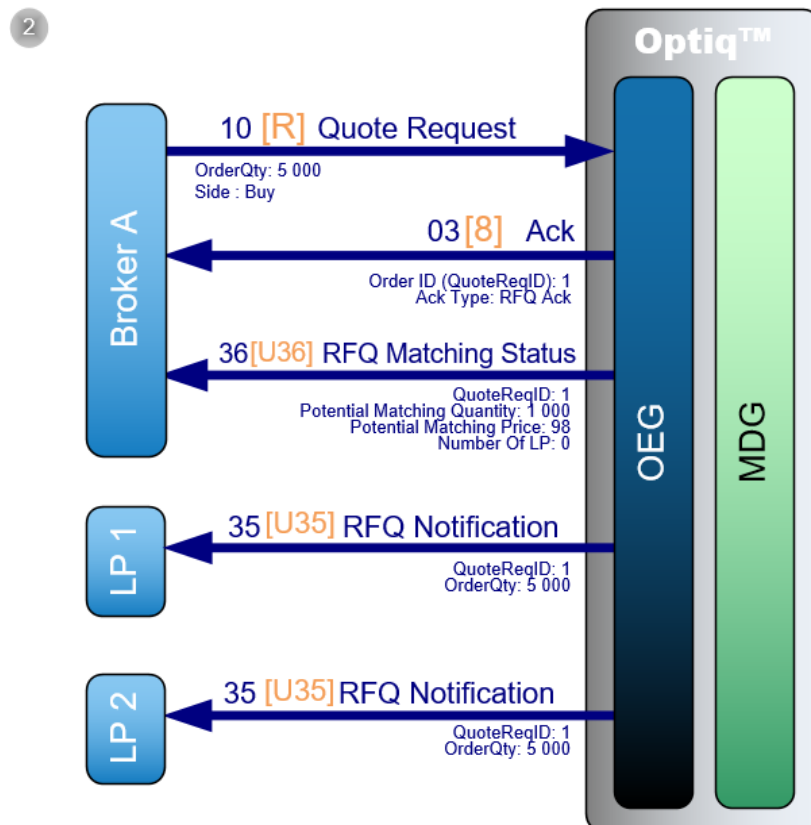 2
Optiq™
10 [R] Quote Request
OrderQty: 5 000
Side : Buy
03 [8] Ack
Order ID (QuoteReqID): 1
Ack Type: RFQ Ack
36 [U36] RFQ Matching Status
QuoteReqID: 1
Potential Matching Quantity: 1 000
Potential Matching Price: 98
Number Of LP: 0
Broker A
35 [U35] RFQ Notification
QuoteReqID: 1
OrderQty: 5 000
LP 1
35 [U35] RFQ Notification
QuoteReqID: 1
OrderQty: 5 000
LP 2
OEG
MDG